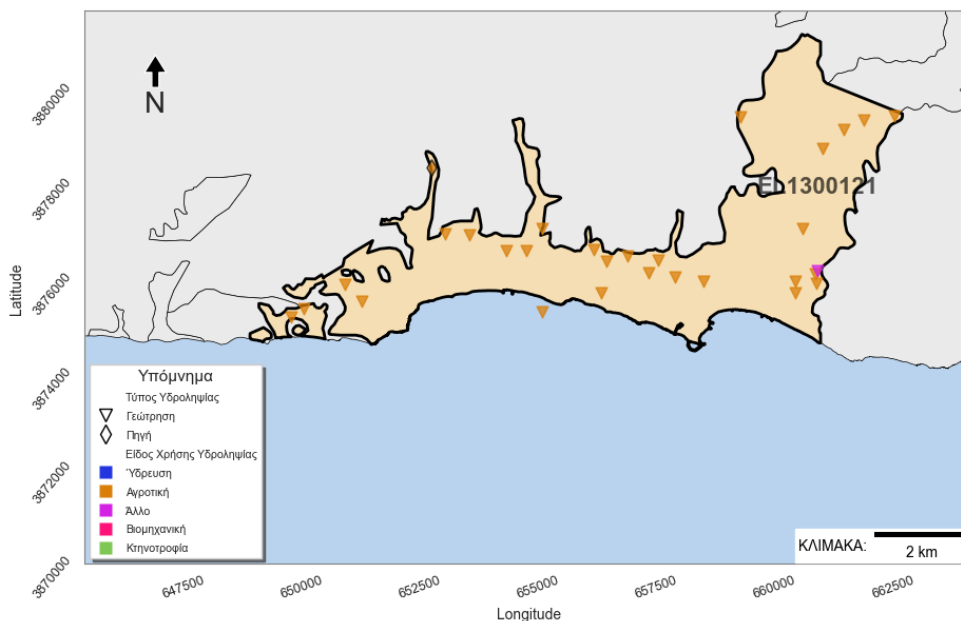 N
EL1300121
Latitude
3880000
3878000
3876000
3874000
3872000
3870000
Υπόμνημα
Τύπος Υδροληψίας
Γεώτρηση
Πηγή
Είδος Χρήσης Υδροληψίας
Ύδρευση
Αγροτική
Άλλο
Βιομηχανική
Κτηνοτροφία
ΚΛΙΜΑΚΑ:
2 km
647500
650000
652500
655000
657500
660000
662500
Longitude